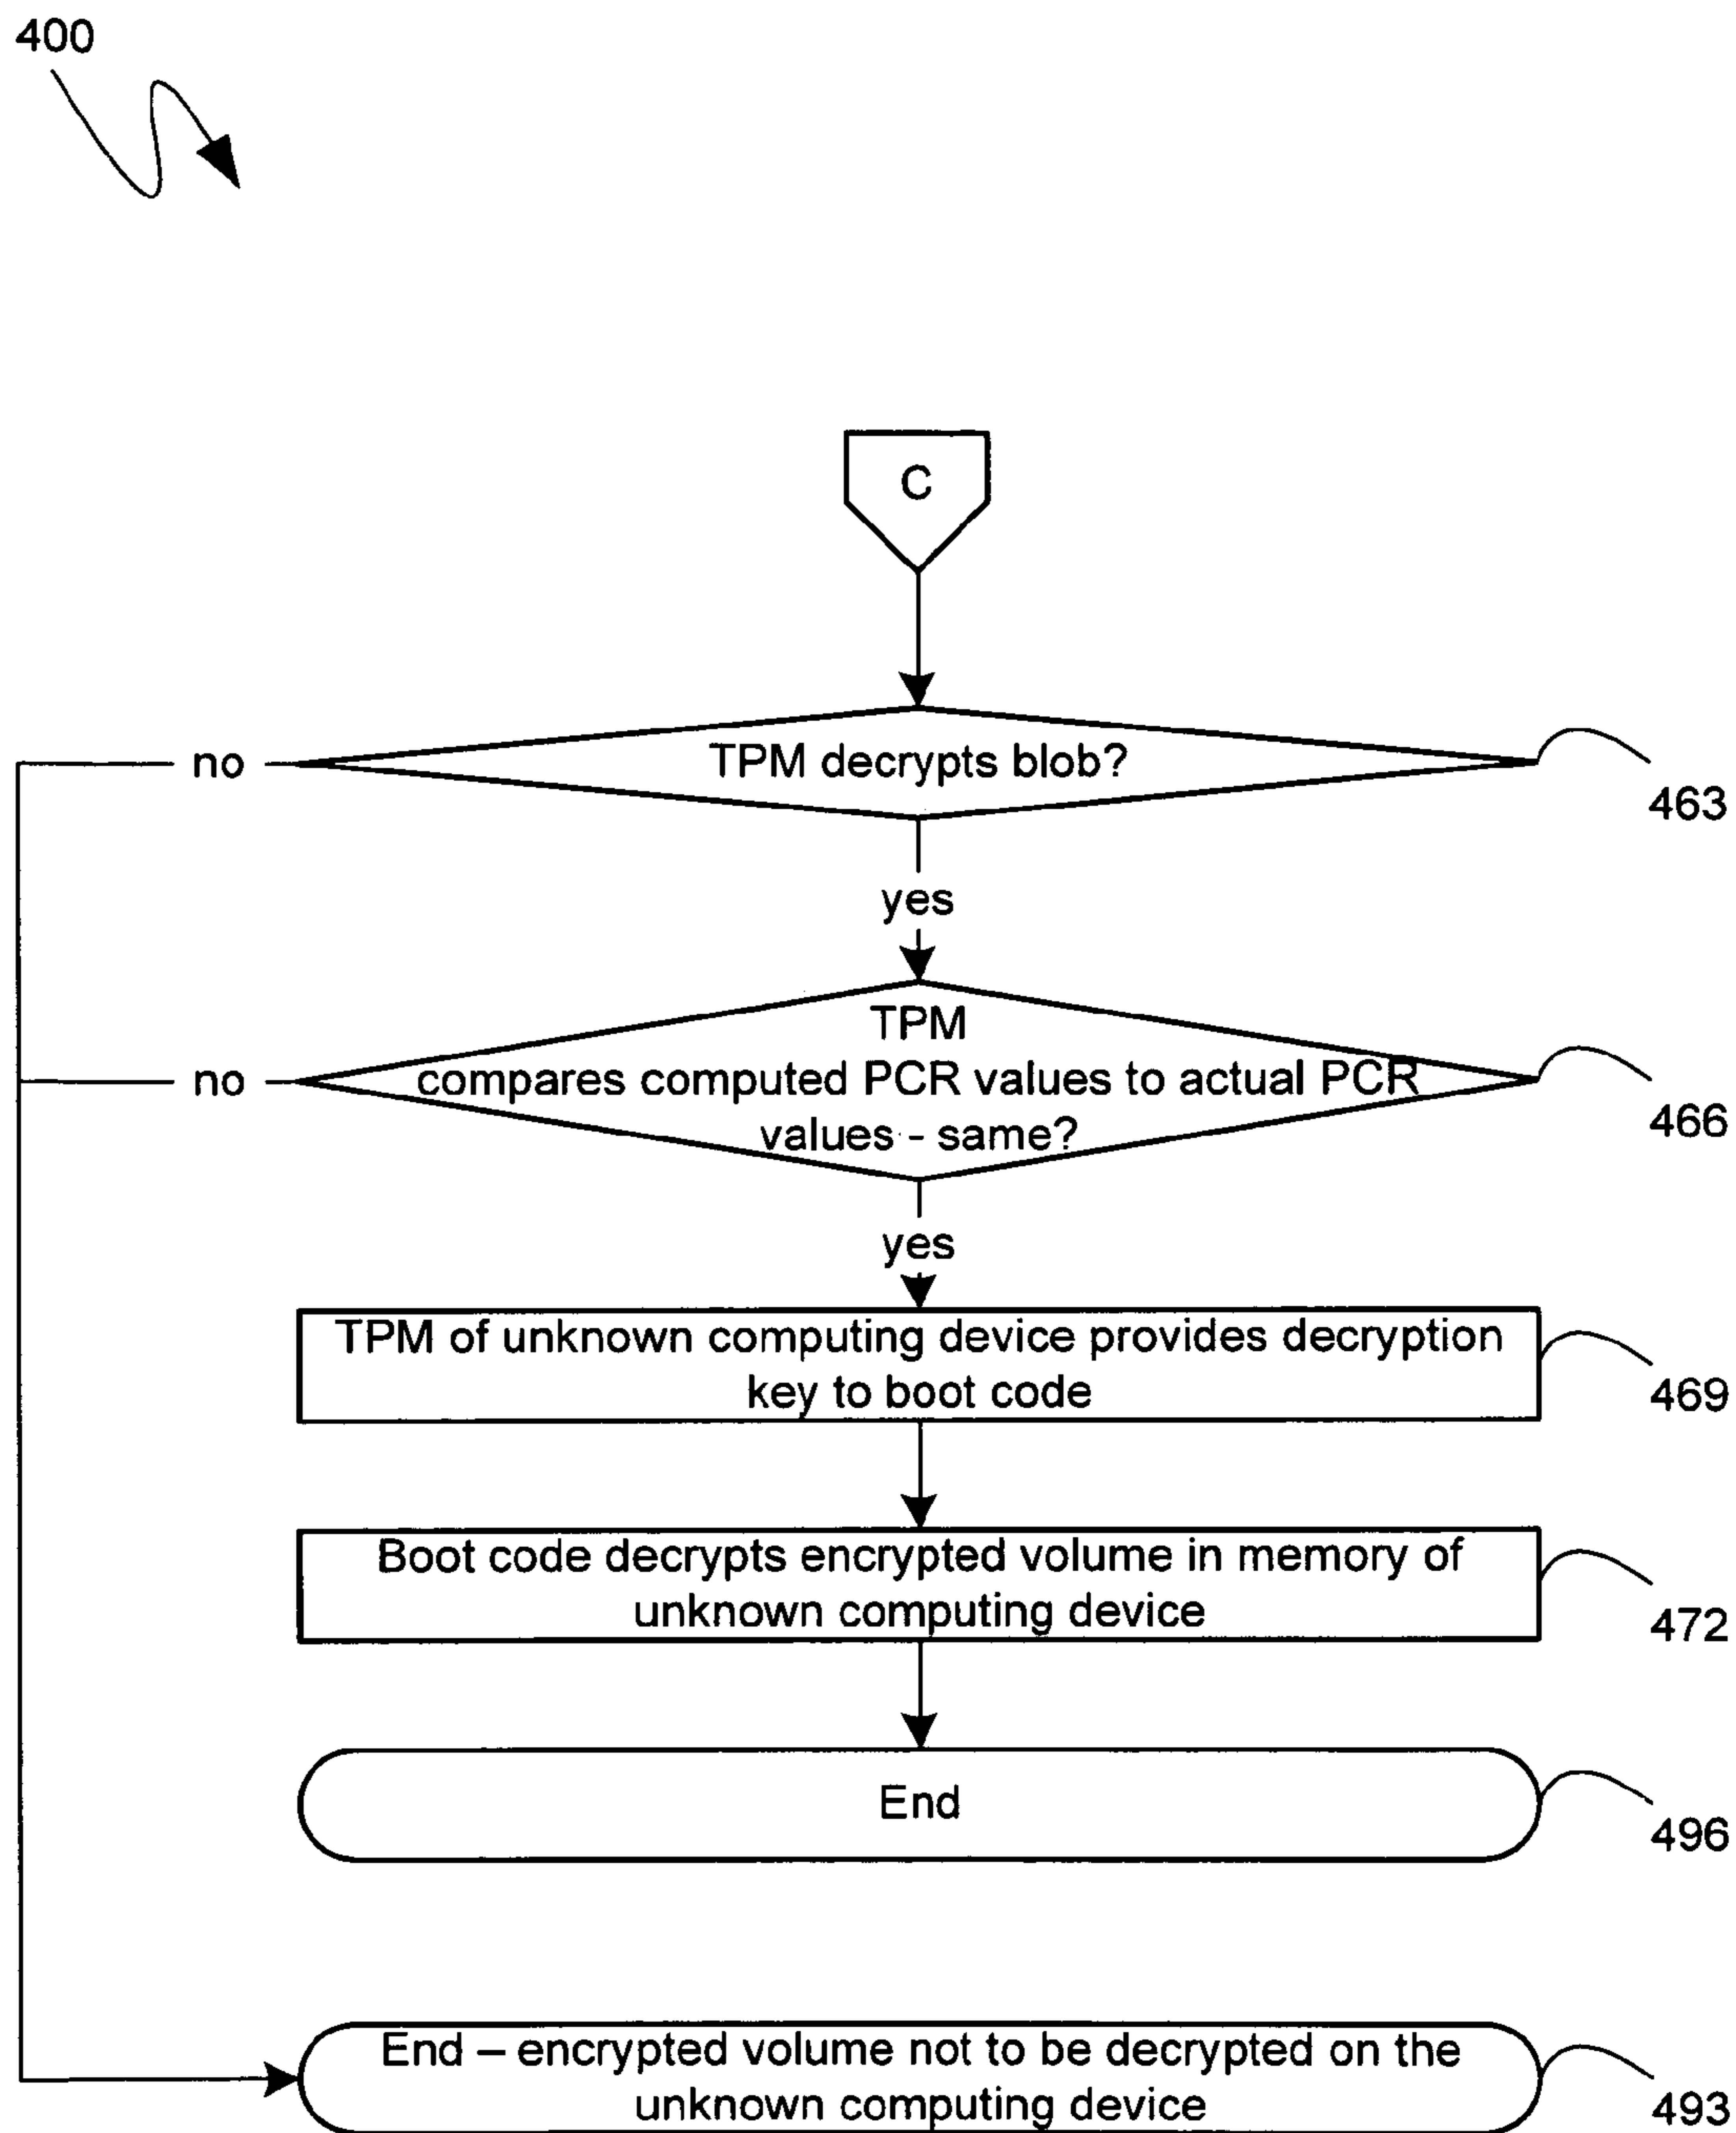 400
C
TPM decrypts blob?
no
463
yes
TPM
compares computed PCR values to actual PCR
values - same?
no
466
yes
TPM of unknown computing device provides decryption
key to boot code
469
Boot code decrypts encrypted volume in memory of
unknown computing device
472
End
496
End – encrypted volume not to be decrypted on the
unknown computing device
493